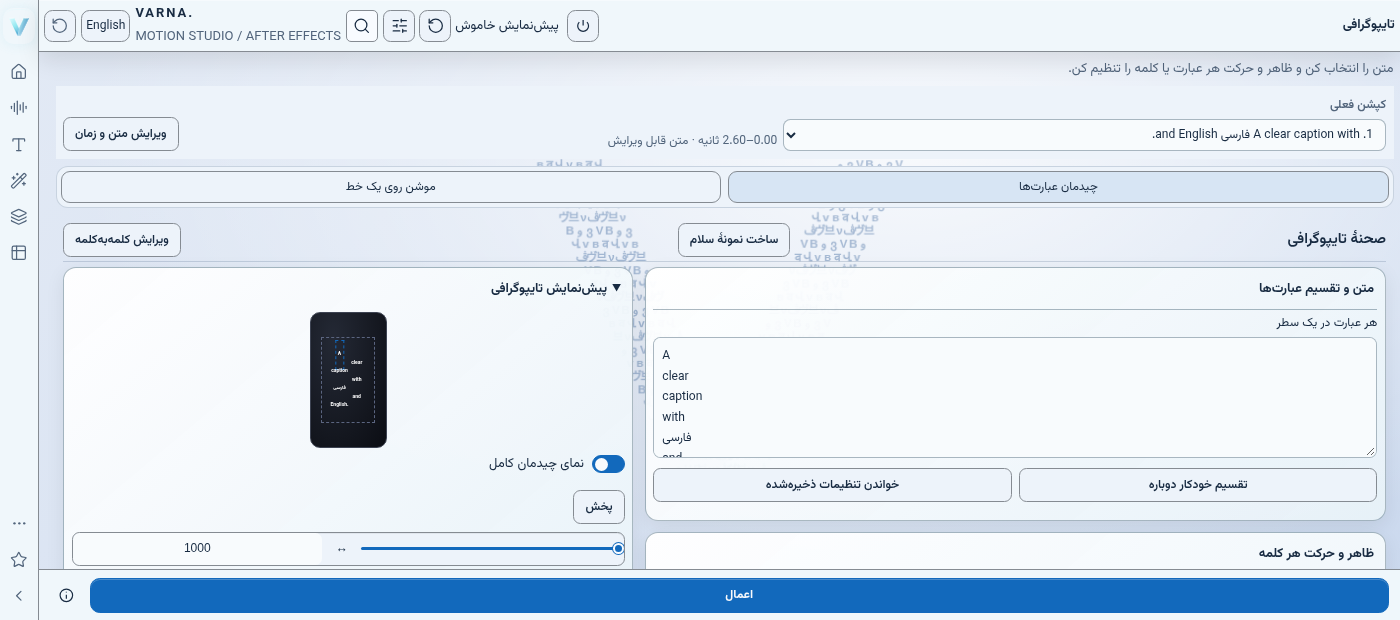 تایپوگرافی
پیش‌نمایش خاموش
VARNA.
MOTION STUDIO / AFTER EFFECTS
English
متن را انتخاب کن و ظاهر و حرکت هر عبارت یا کلمه را تنظیم کن.
کپشن فعلی
1. A clear caption with فارسی and English.
0.00–2.60 ثانیه · متن قابل ویرایش
ویرایش متن و زمان
چیدمان عبارت‌ها
موشن روی یک خط
صحنهٔ تایپوگرافی
ساخت نمونهٔ سلام
ویرایش کلمه‌به‌کلمه
متن و تقسیم عبارت‌ها
هر عبارت در یک سطر
A
clear
caption
with
فارسی
and
تقسیم خودکار دوباره
خواندن تنظیمات ذخیره‌شده
ظاهر و حرکت هر کلمه
▼ پیش‌نمایش تایپوگرافی
A
clear
caption
with
فارسی
and
English.
نمای چیدمان کامل
پخش
↔
1000
اعمال